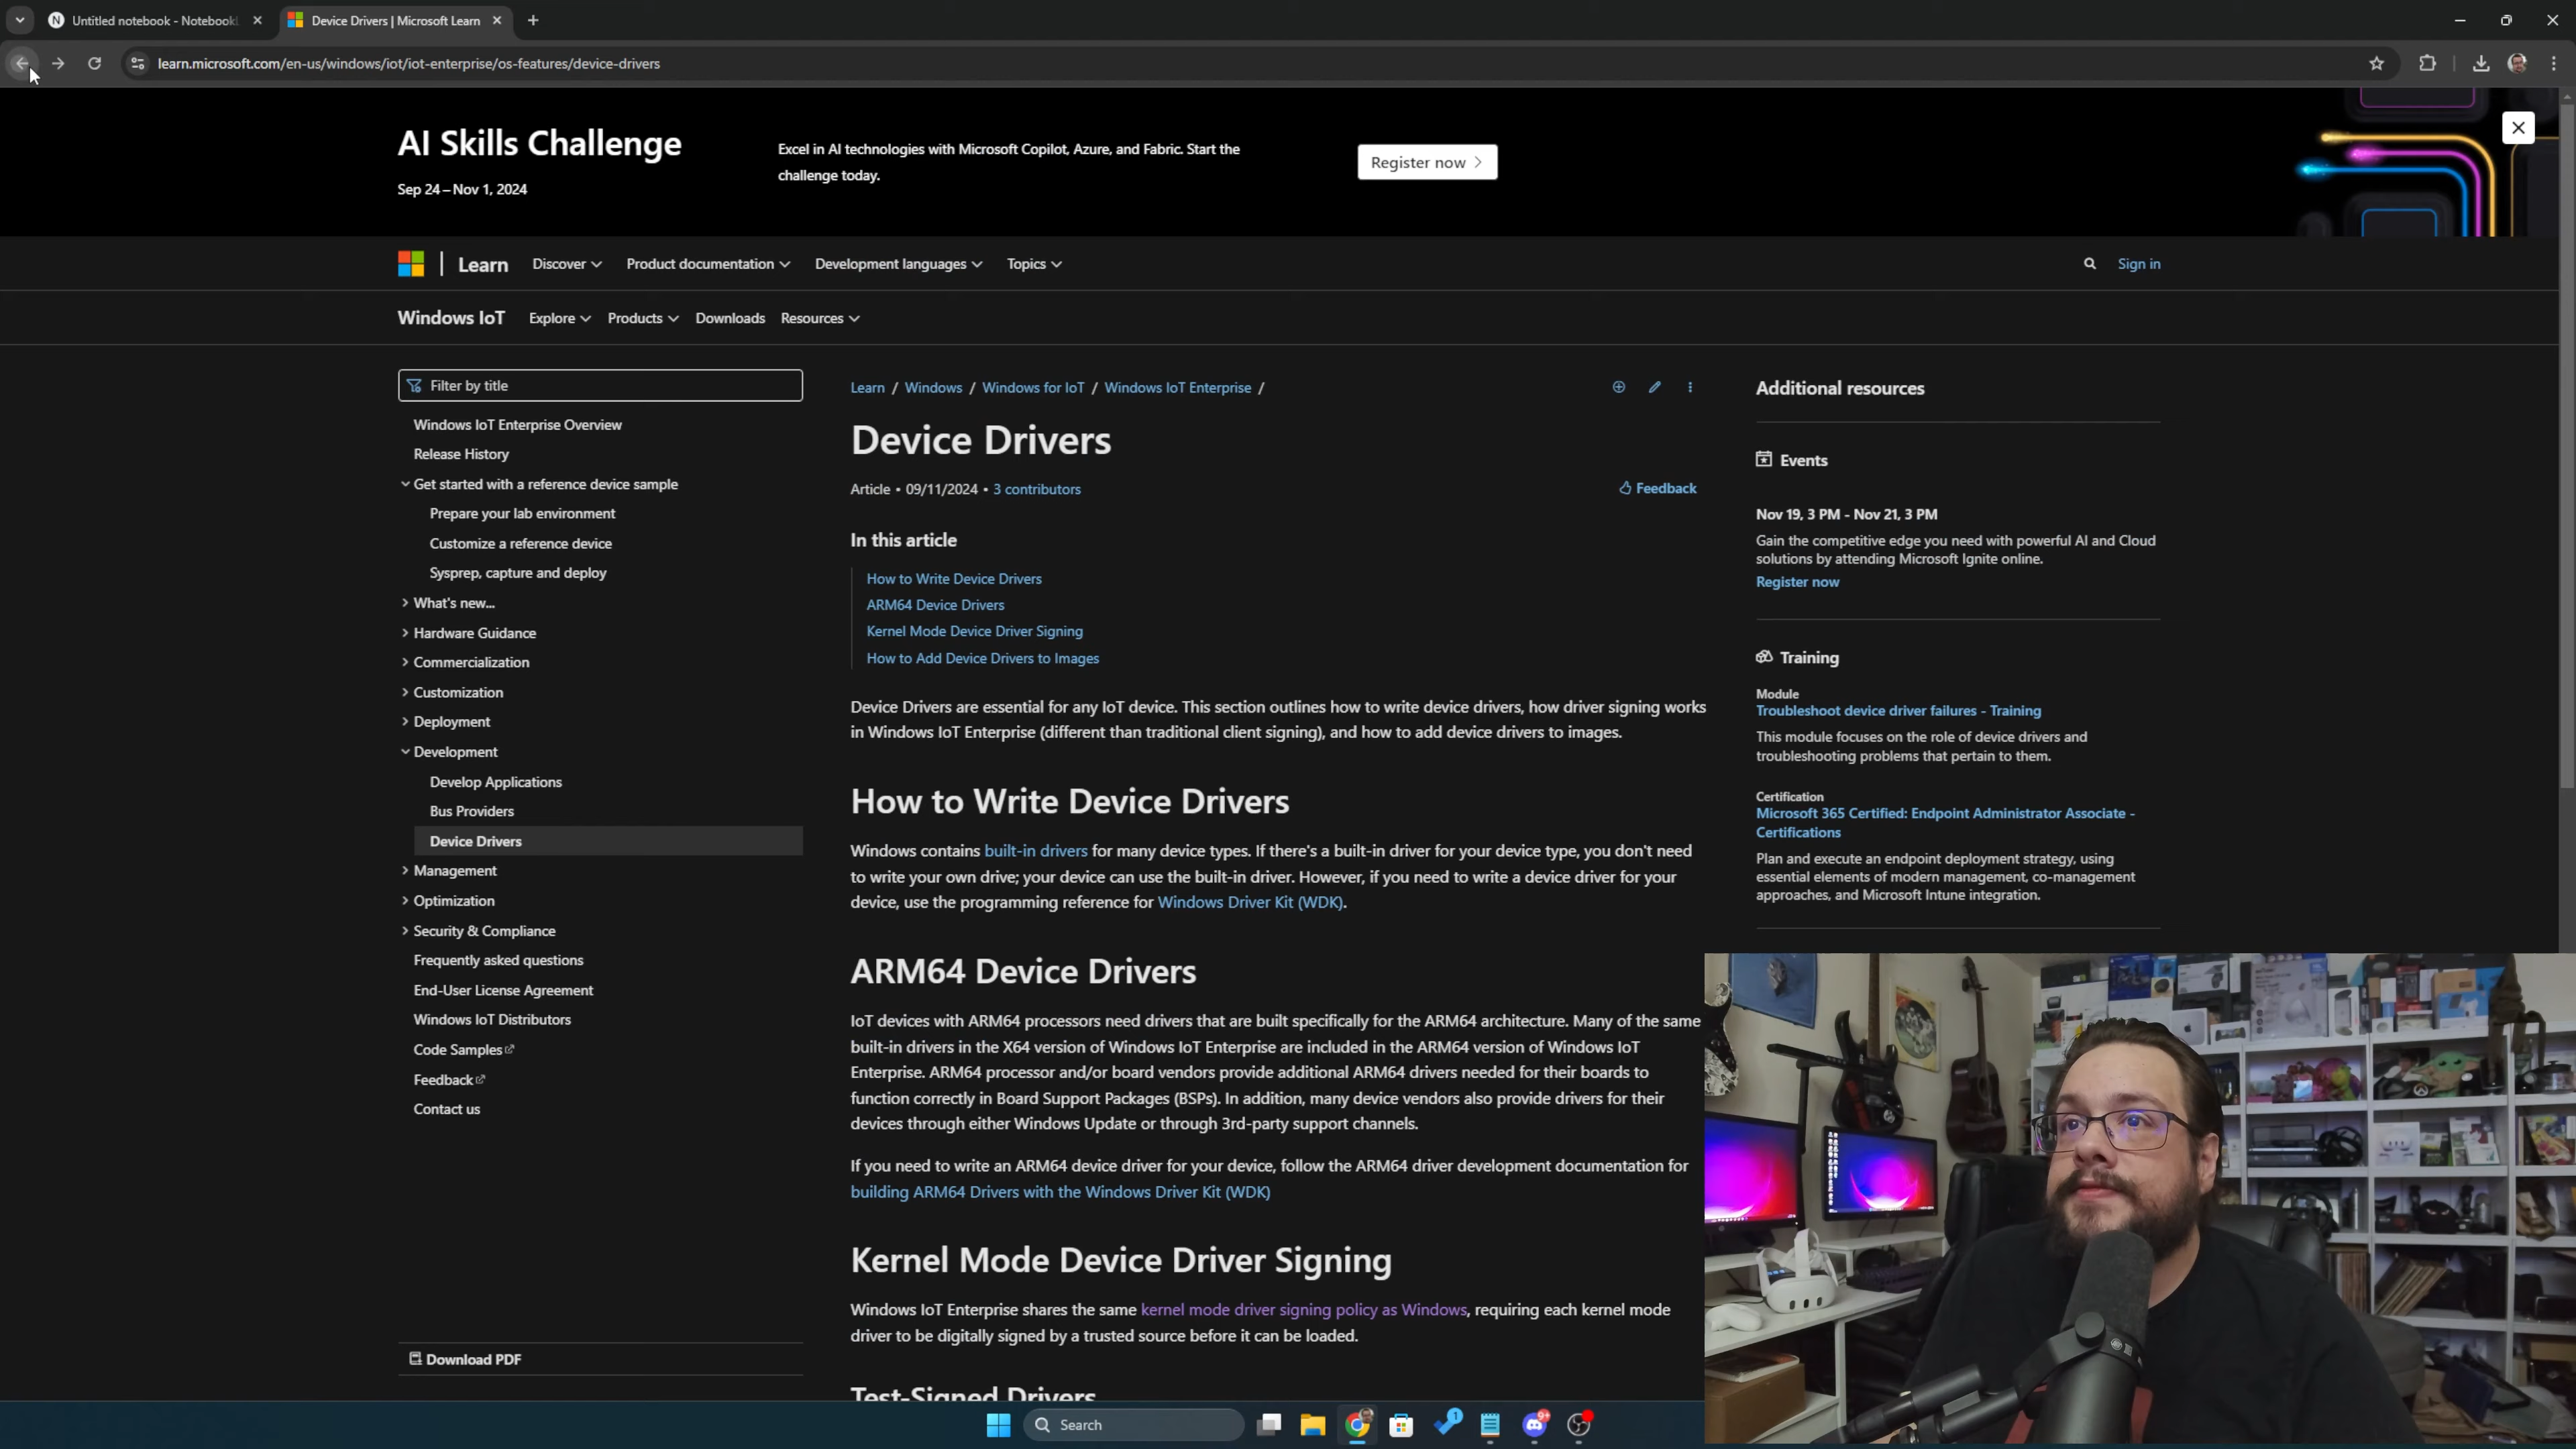 Untitled notebook - Notebook
Device Drivers | Microsoft Learn
learn.microsoft.com/en-us/windows/iot/iot-enterprise/os-features/device-drivers
AI Skills Challenge
Sep 24 – Nov 1, 2024
Excel in AI technologies with Microsoft Copilot, Azure, and Fabric. Start the
challenge today.
Register now
Learn
Discover
Product documentation
Development languages
Topics
Sign in
Windows IoT
Explore
Products
Downloads
Resources
Filter by title
Windows IoT Enterprise Overview
Release History
Get started with a reference device sample
Prepare your lab environment
Customize a reference device
Sysprep, capture and deploy
What's new...
Hardware Guidance
Commercialization
Customization
Deployment
Development
Develop Applications
Bus Providers
Device Drivers
Management
Optimization
Security & Compliance
Frequently asked questions
End-User License Agreement
Windows IoT Distributors
Code Samples
Feedback
Contact us
Download PDF
Learn / Windows / Windows for IoT / Windows IoT Enterprise /
Device Drivers
Article • 09/11/2024 • 3 contributors
Feedback
In this article
How to Write Device Drivers
ARM64 Device Drivers
Kernel Mode Device Driver Signing
How to Add Device Drivers to Images
Device Drivers are essential for any IoT device. This section outlines how to write device drivers, how driver signing works
in Windows IoT Enterprise (different than traditional client signing), and how to add device drivers to images.
How to Write Device Drivers
Windows contains built-in drivers for many device types. If there's a built-in driver for your device type, you don't need
to write your own drive; your device can use the built-in driver. However, if you need to write a device driver for your
device, use the programming reference for Windows Driver Kit (WDK).
ARM64 Device Drivers
IoT devices with ARM64 processors need drivers that are built specifically for the ARM64 architecture. Many of the same
built-in drivers in the X64 version of Windows IoT Enterprise are included in the ARM64 version of Windows IoT
Enterprise. ARM64 processor and/or board vendors provide additional ARM64 drivers needed for their boards to
function correctly in Board Support Packages (BSPs). In addition, many device vendors also provide drivers for their
devices through either Windows Update or through 3rd-party support channels.
If you need to write an ARM64 device driver for your device, follow the ARM64 driver development documentation for
building ARM64 Drivers with the Windows Driver Kit (WDK)
Kernel Mode Device Driver Signing
Windows IoT Enterprise shares the same kernel mode driver signing policy as Windows, requiring each kernel mode
driver to be digitally signed by a trusted source before it can be loaded.
Test-Signed Drivers
Additional resources
Events
Nov 19, 3 PM - Nov 21, 3 PM
Gain the competitive edge you need with powerful AI and Cloud
solutions by attending Microsoft Ignite online.
Register now
Training
Module
Troubleshoot device driver failures - Training
This module focuses on the role of device drivers and
troubleshooting problems that pertain to them.
Certification
Microsoft 365 Certified: Endpoint Administrator Associate -
Certifications
Plan and execute an endpoint deployment strategy, using
essential elements of modern management, co-management
approaches, and Microsoft Intune integration.
Search
1
9+